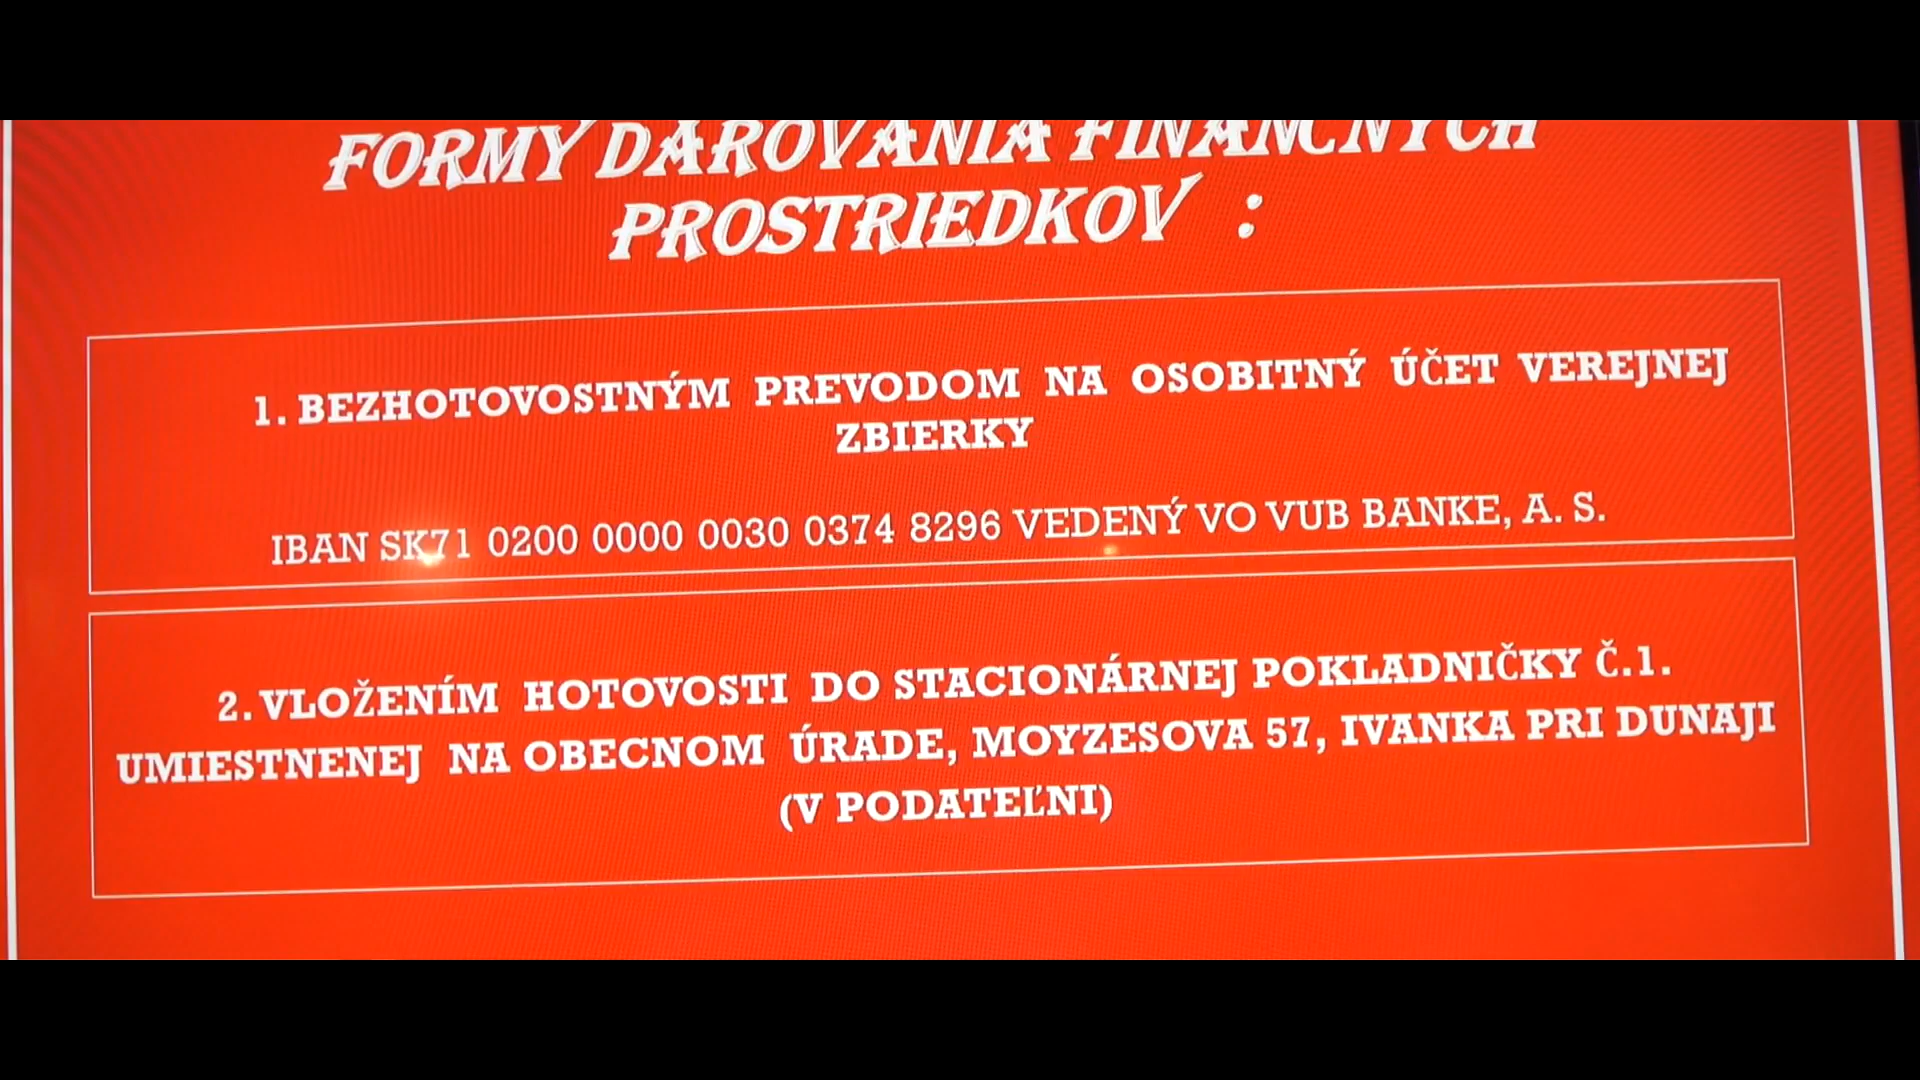 FORMY DAROVANIA FINANČNÝCH
PROSTRIEDKOV :
1. BEZHOTOVOSTNÝM PREVODOM NA OSOBITNÝ ÚČET VEREJNEJ
ZBIERKY
IBAN SK71 0200 0000 0030 0374 8296 VEDENÝ VO VUB BANKE, A. S.
2. VLOŽENÍM HOTOVOSTI DO STACIONÁRNEJ POKLADNIČKY Č.1.
UMIESTNENEJ NA OBECNOM ÚRADE, MOYZESOVA 57, IVANKA PRI DUNAJI
(V PODATEĽNI)